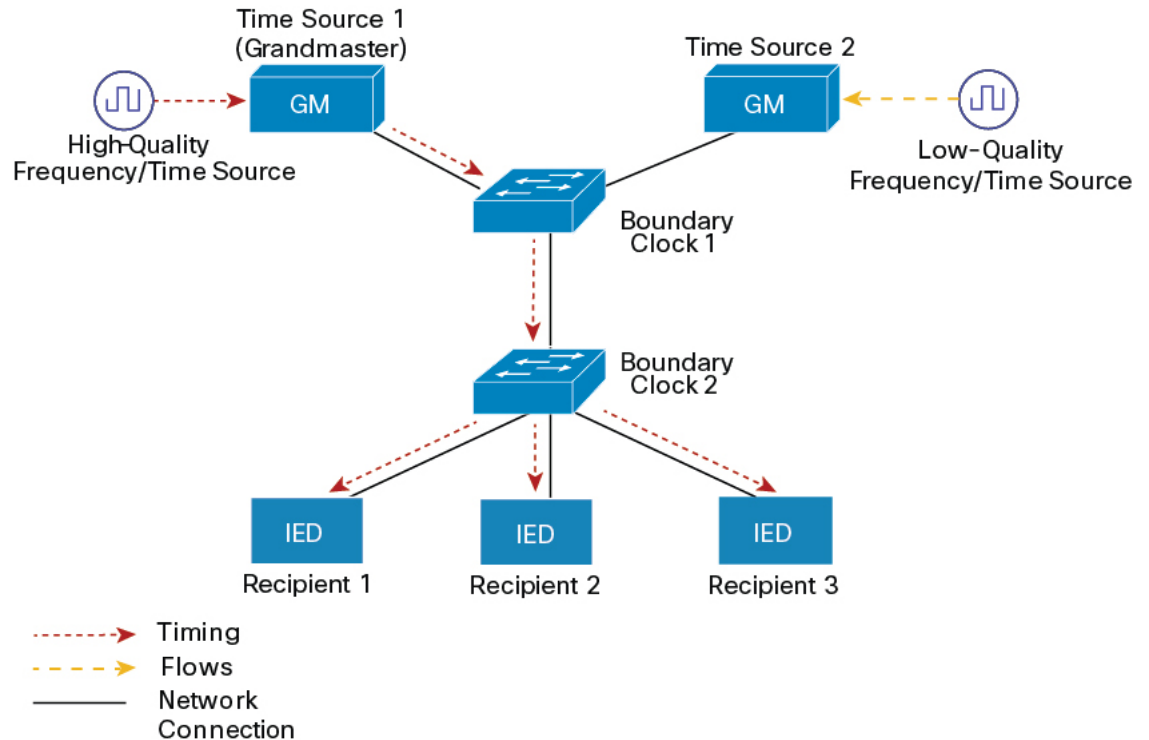 Time Source 1
(Grandmaster)
Time Source 2
GM
GM
High-Quality
Frequency/Time Source
Low-Quality
Frequency/Time Source
Boundary
Clock 1
Boundary
Clock 2
IED
IED
IED
Recipient 1
Recipient 2
Recipient 3
Timing
Flows
Network
Connection